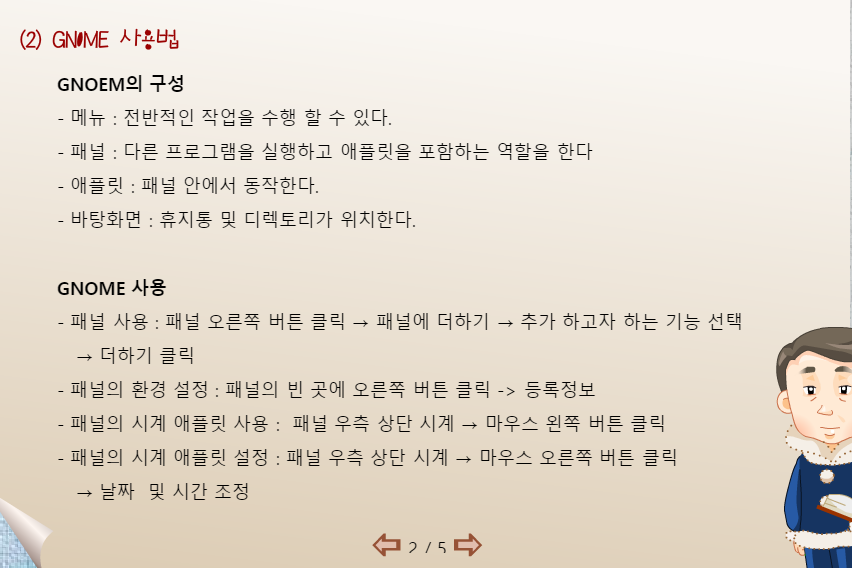 (2) GNOME 사용법
GNOEM의 구성
- 메뉴 : 전반적인 작업을 수행 할 수 있다.
- 패널 : 다른 프로그램을 실행하고 애플릿을 포함하는 역할을 한다
- 애플릿 : 패널 안에서 동작한다.
- 바탕화면 : 휴지통 및 디렉토리가 위치한다.
GNOME 사용
- 패널 사용 : 패널 오른쪽 버튼 클릭 → 패널에 더하기 → 추가 하고자 하는 기능 선택
→ 더하기 클릭
- 패널의 환경 설정 : 패널의 빈 곳에 오른쪽 버튼 클릭 -> 등록정보
- 패널의 시계 애플릿 사용 :  패널 우측 상단 시계 → 마우스 왼쪽 버튼 클릭
- 패널의 시계 애플릿 설정 : 패널 우측 상단 시계 → 마우스 오른쪽 버튼 클릭
→ 날짜  및 시간 조정
2 / 5